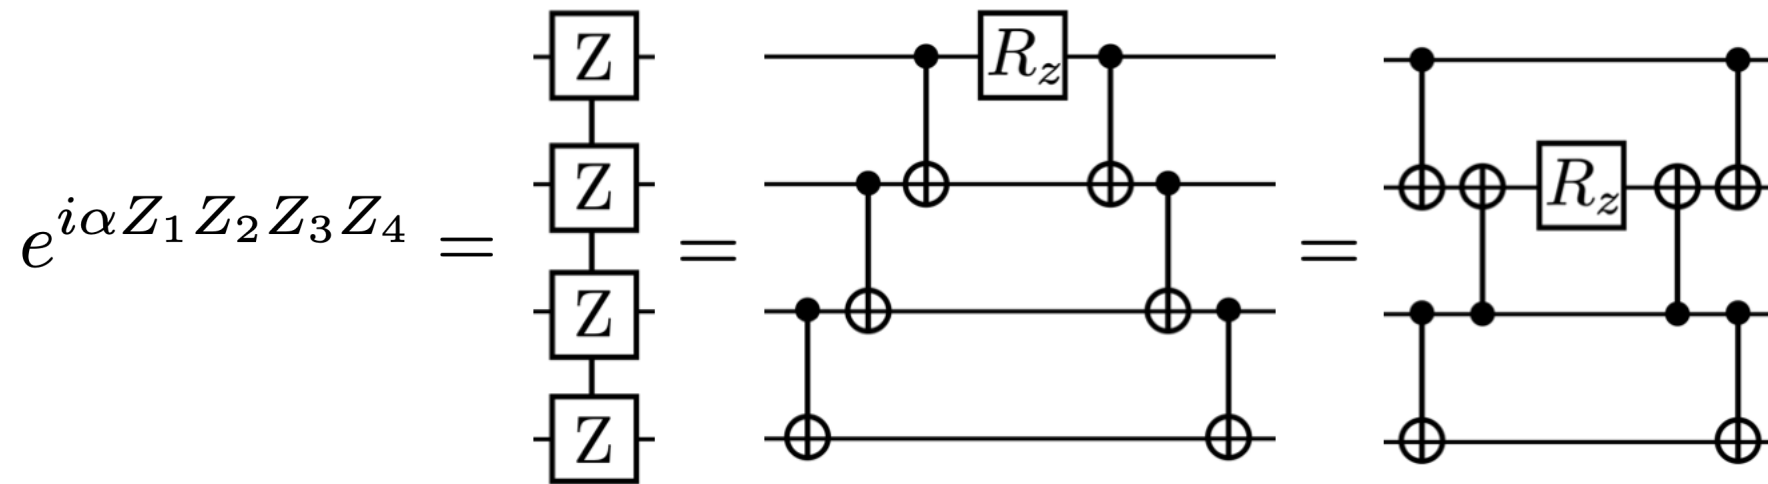 e^{iαZ_1Z_2Z_3Z_4} = Z Z Z Z = R_z = R_z